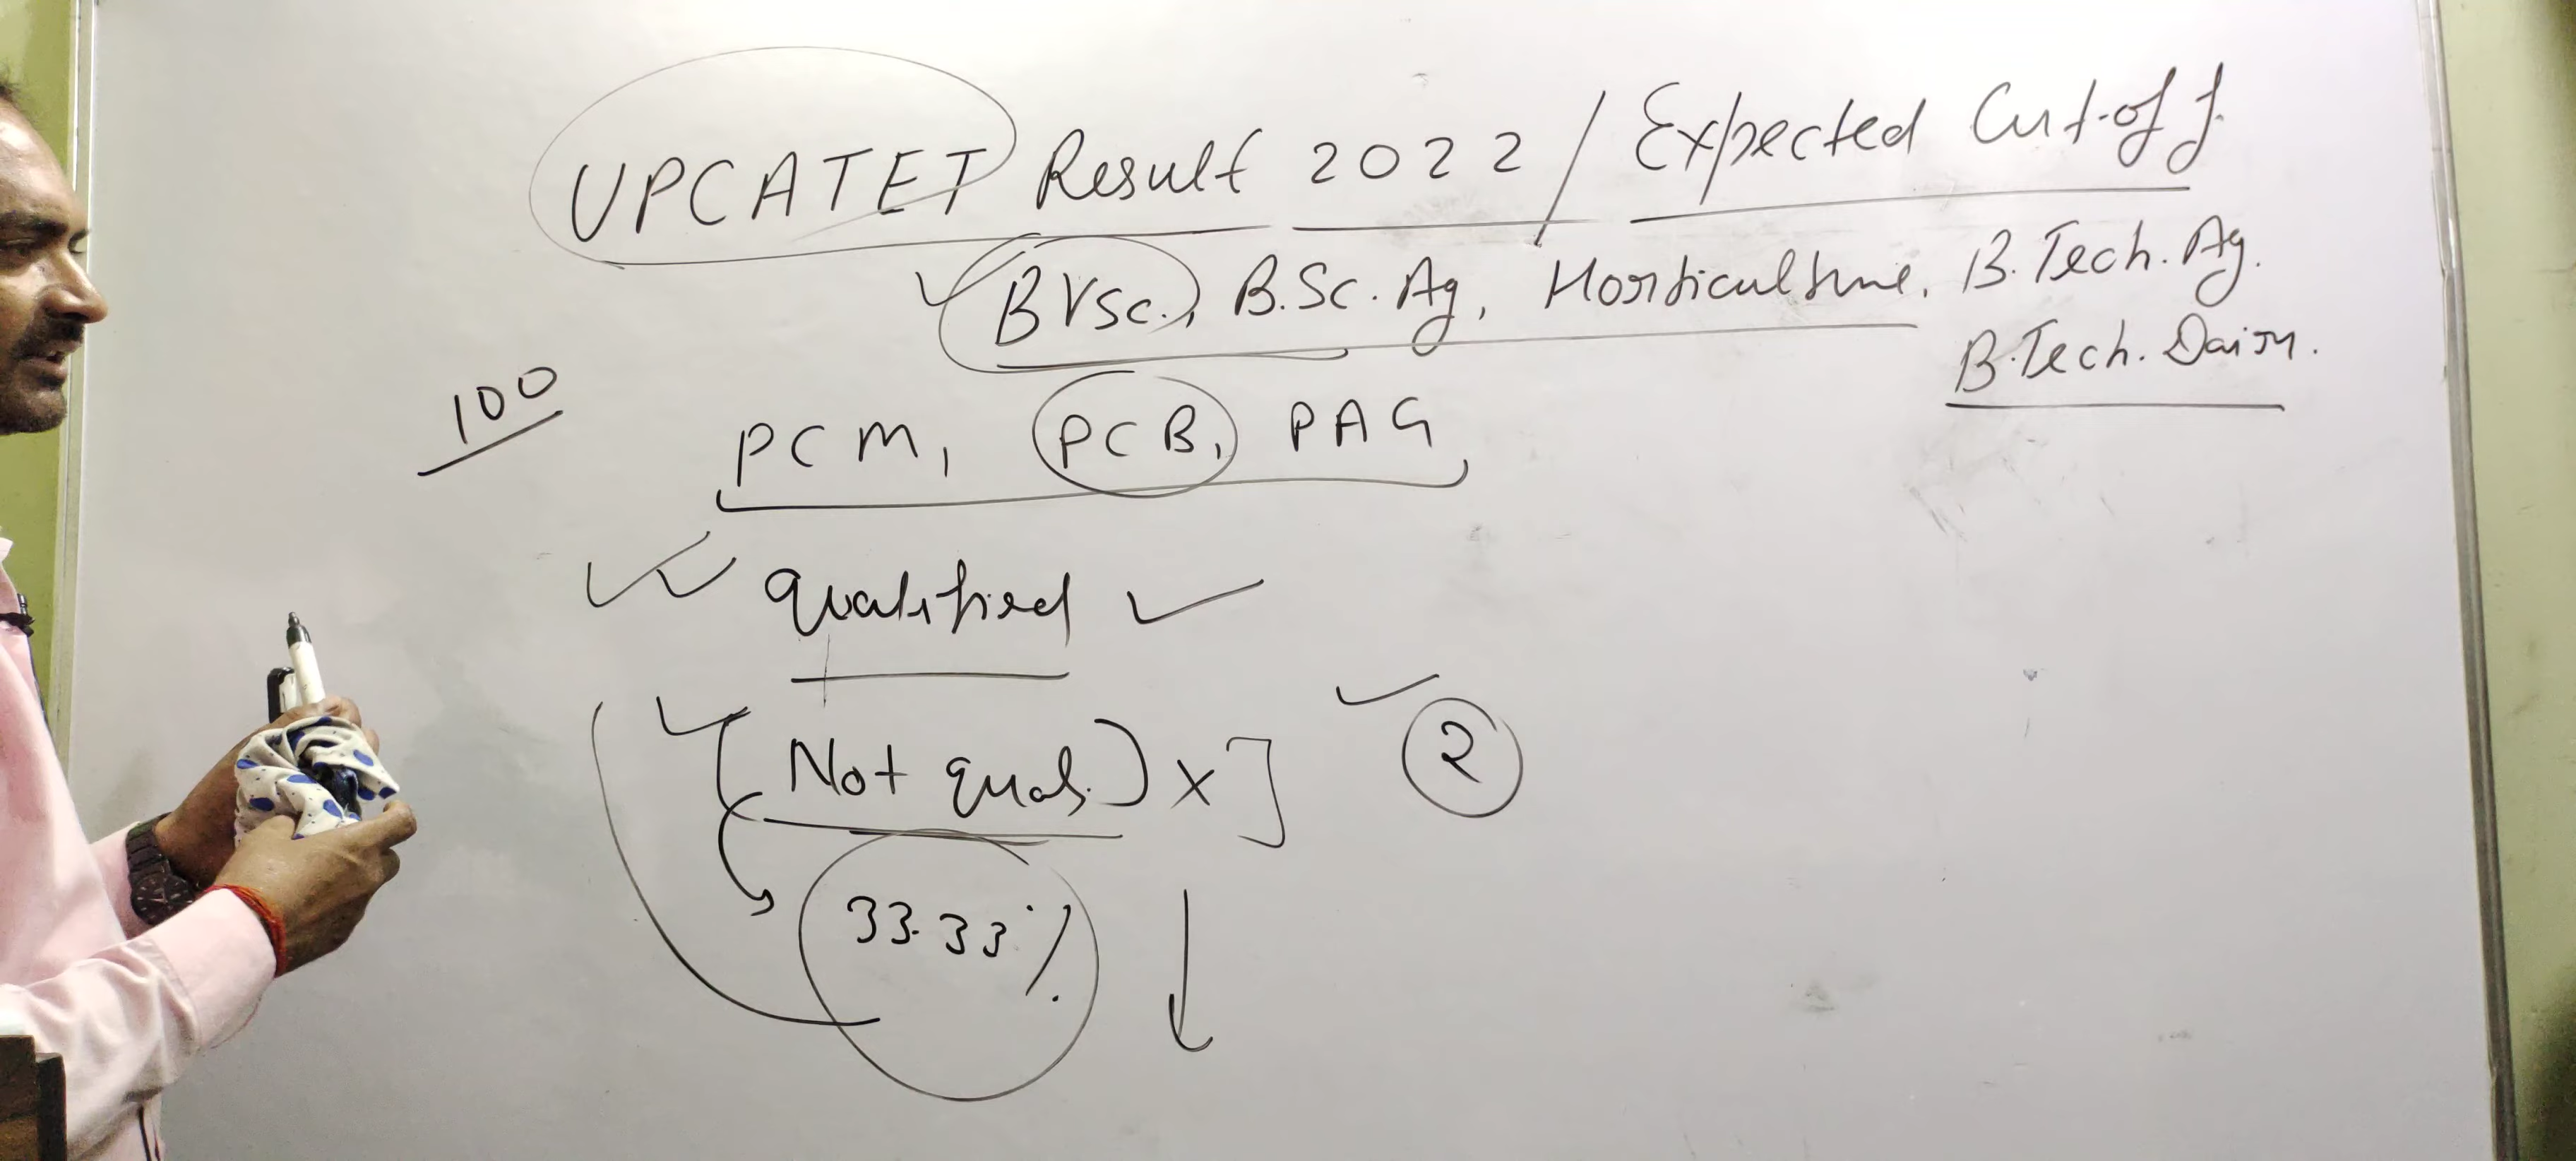 UPCATET Result 2022 / Expected Cut-off
BVSc., B.Sc. Ag, Horticulture, B.Tech. Ag.
B.Tech. Dairy.
100
PCM, PCB, PAG
Qualified
[(Not qual.) x]
2
33.33%